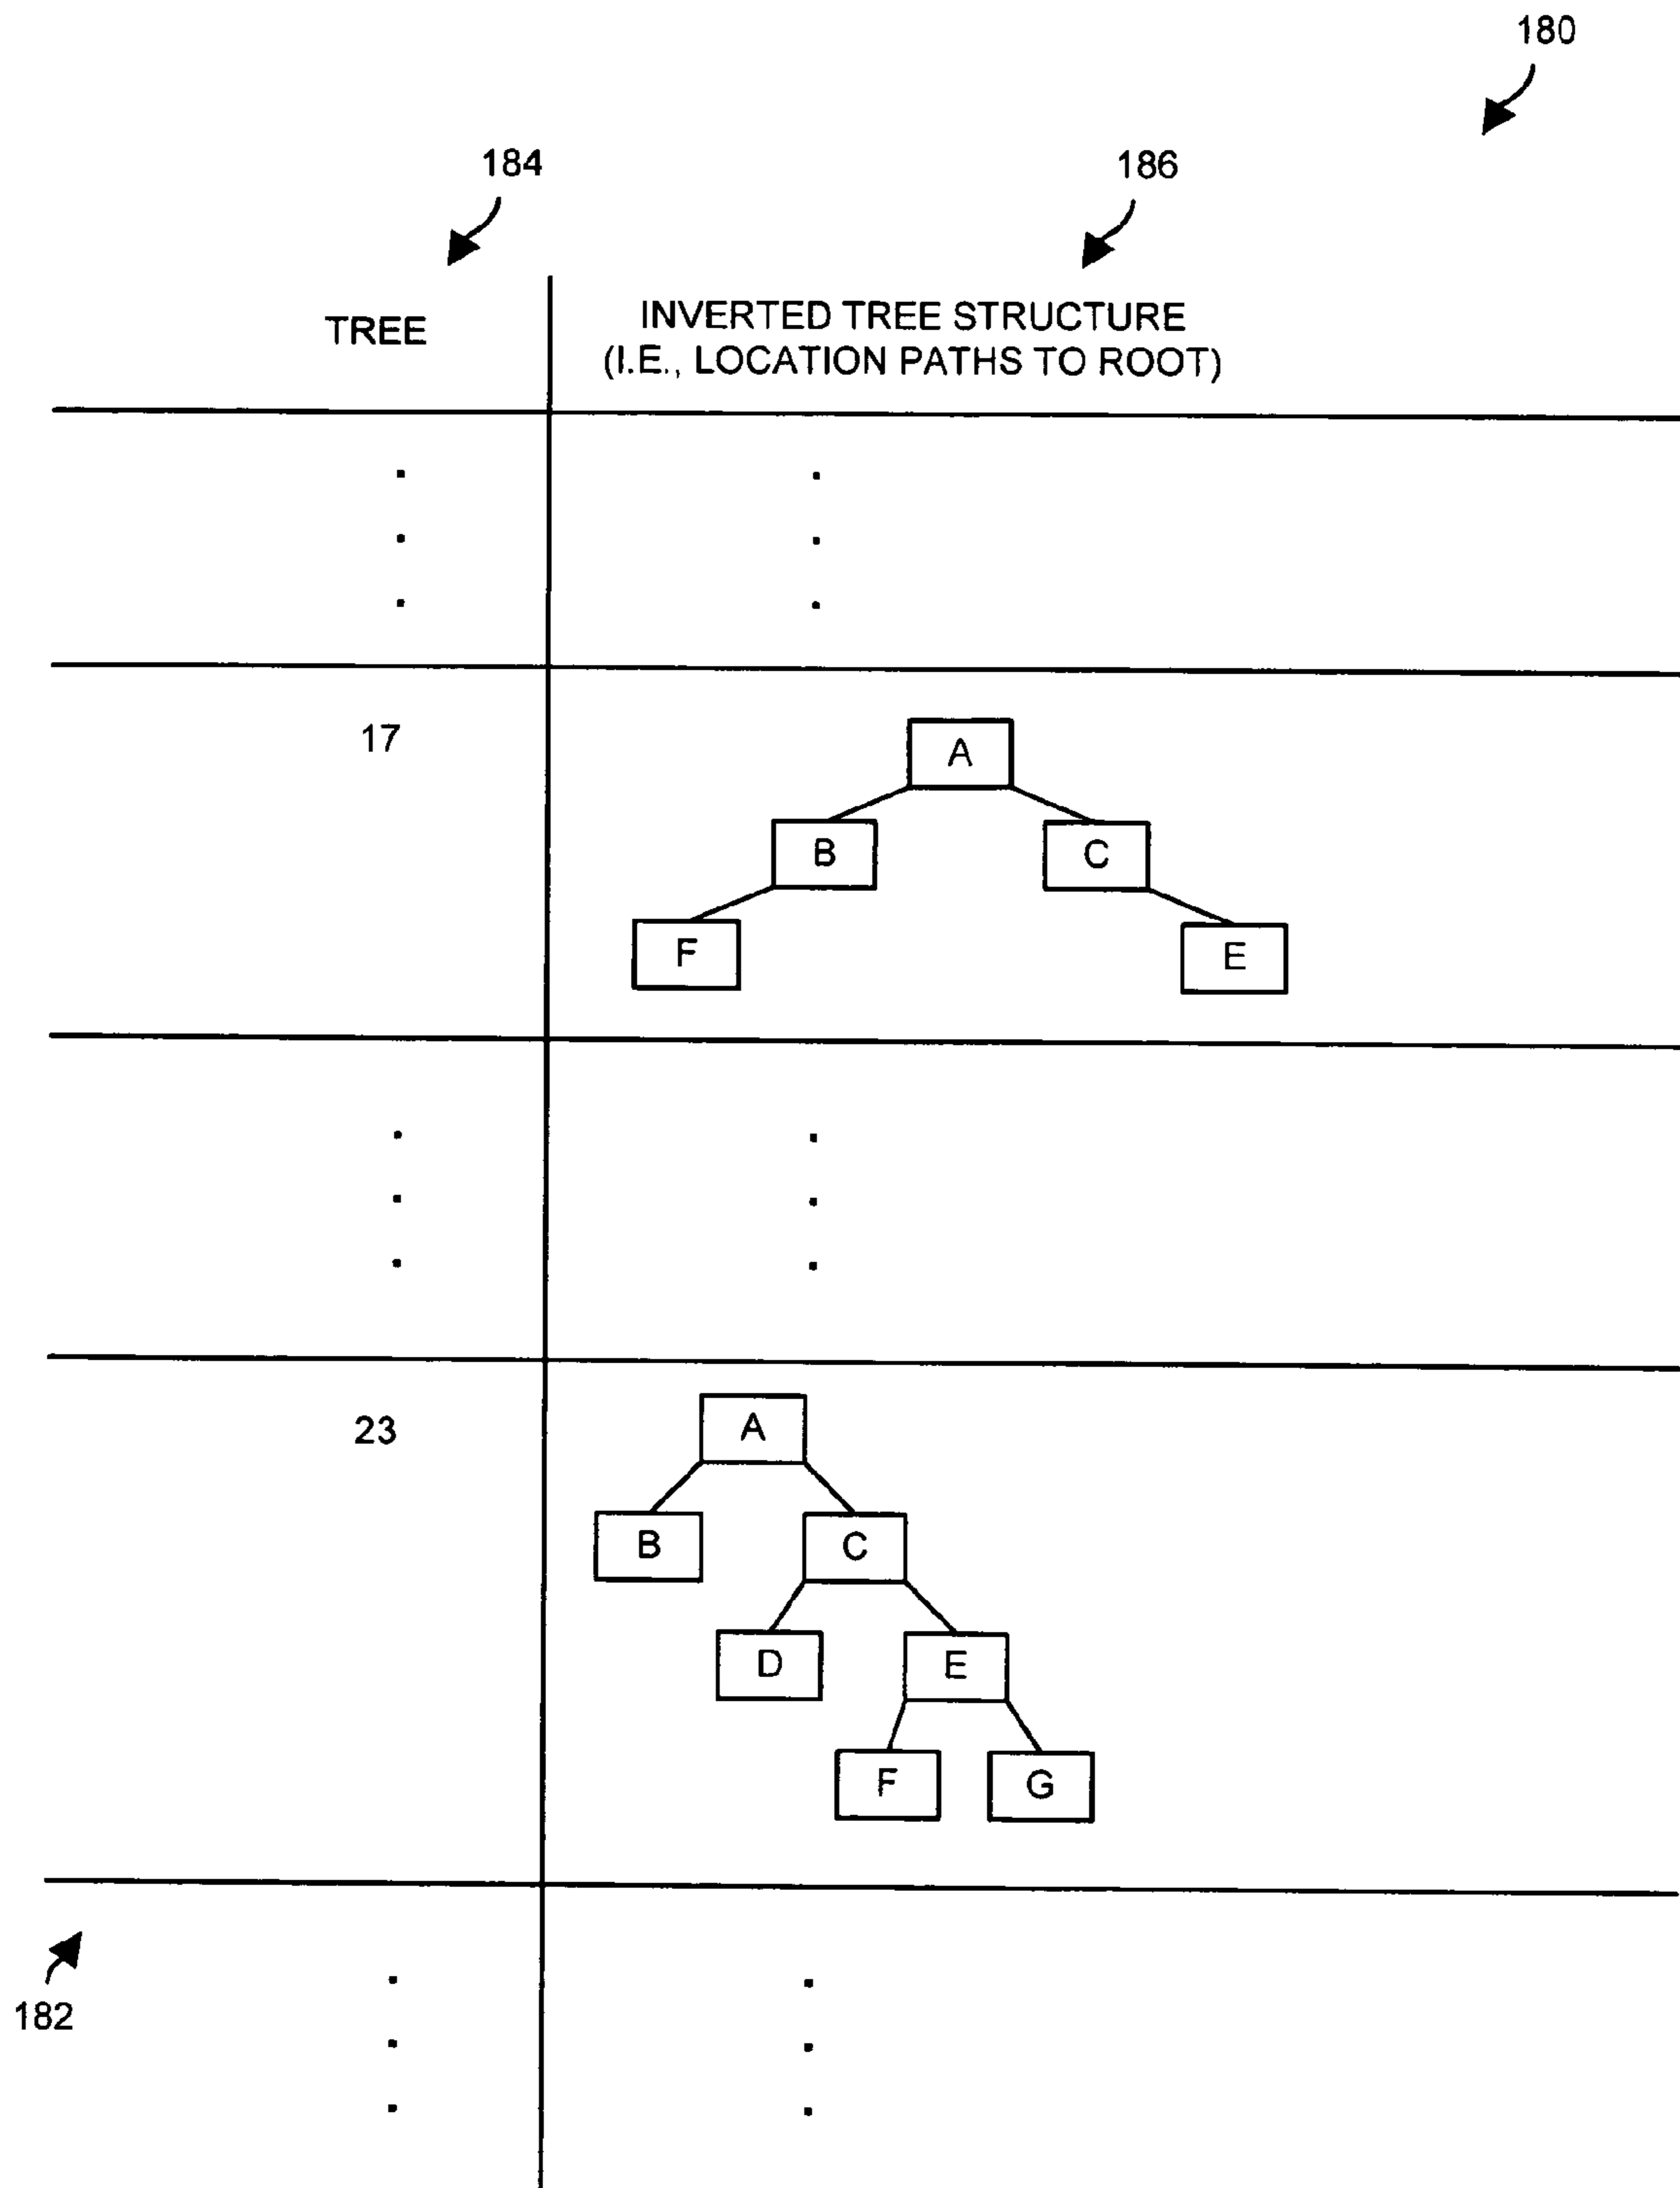 180
184
186
TREE
INVERTED TREE STRUCTURE
(I.E., LOCATION PATHS TO ROOT)
17
A
B
C
F
E
23
A
B
C
D
E
F
G
182